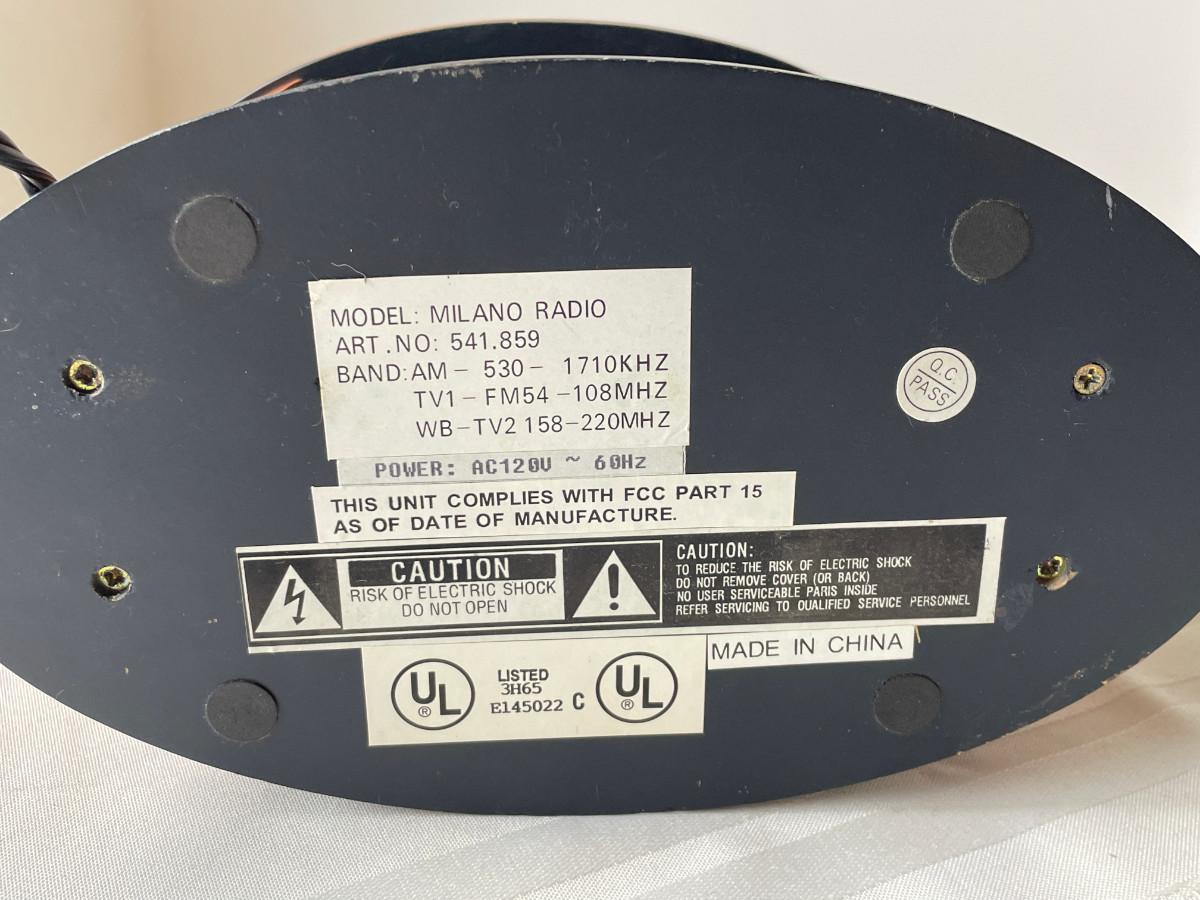 MODEL: MILANO RADIO
ART.NO: 541.859
BAND:AM – 530 – 1710KHZ
TV1 – FM54 –108MHZ
WB–TV2 158–220MHZ
Q.C.
PASS
POWER: AC120V ~ 60Hz
THIS UNIT COMPLIES WITH FCC PART 15
AS OF DATE OF MANUFACTURE.
CAUTION
RISK OF ELECTRIC SHOCK
DO NOT OPEN
!
CAUTION:
TO REDUCE THE RISK OF ELECTRIC SHOCK
DO NOT REMOVE COVER (OR BACK)
NO USER SERVICEABLE PARIS INSIDE
REFER SERVICING TO QUALIFIED SERVICE PERSONNEL
MADE IN CHINA
UL ®
LISTED
3H65
E145022
C UL ®